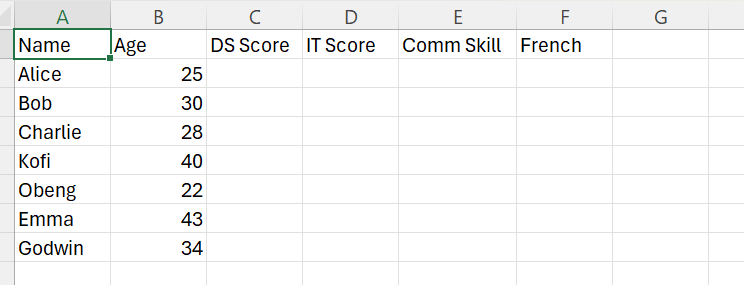 A B C D E F G
Name Age DS Score IT Score Comm Skill French
Alice 25
Bob 30
Charlie 28
Kofi 40
Obeng 22
Emma 43
Godwin 34